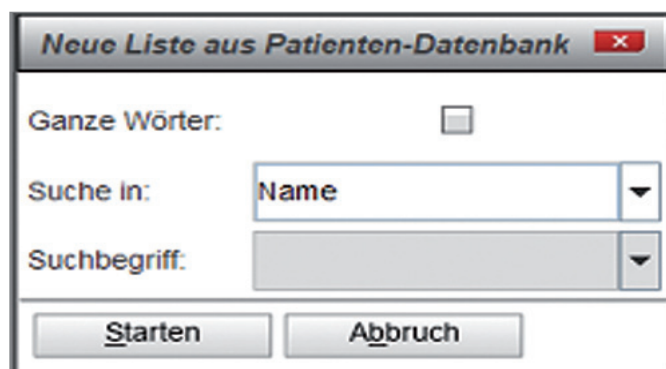 Neue Liste aus Patienten-Datenbank
Ganze Wörter:
Suche in: Name
Suchbegriff:
Starten Abbruch